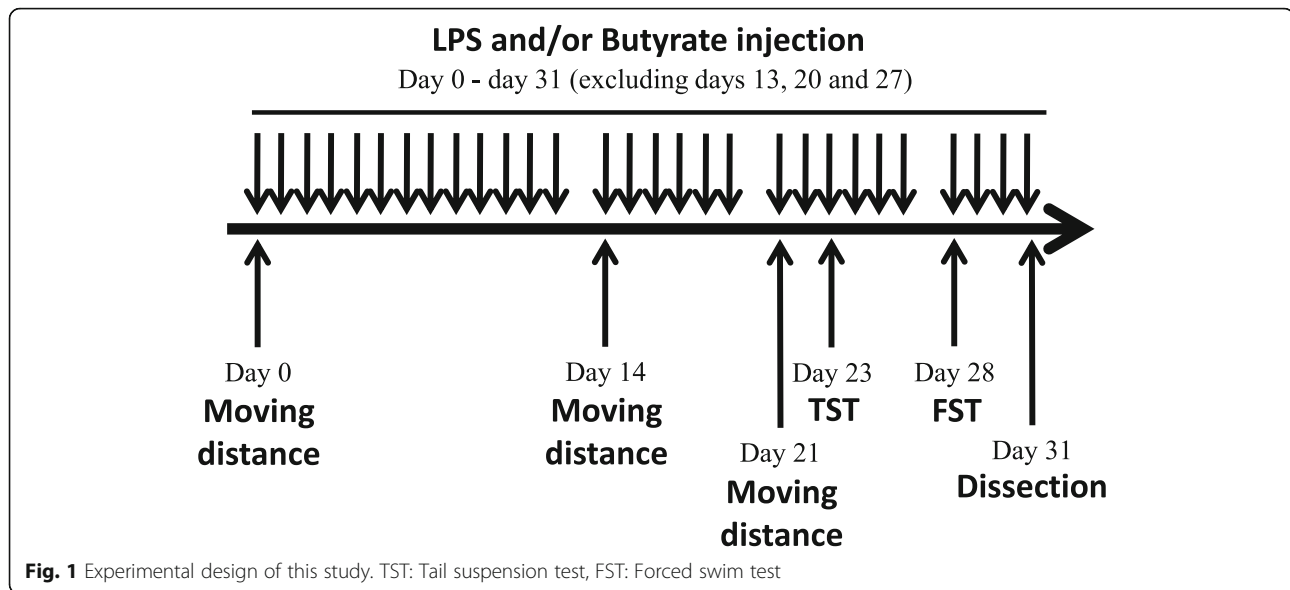 LPS and/or Butyrate injection
Day 0 - day 31 (excluding days 13, 20 and 27)
Day 0
Moving
distance
Day 14
Moving
distance
Day 21
Moving
distance
Day 23
TST
Day 28
FST
Day 31
Dissection
Fig. 1 Experimental design of this study. TST: Tail suspension test, FST: Forced swim test